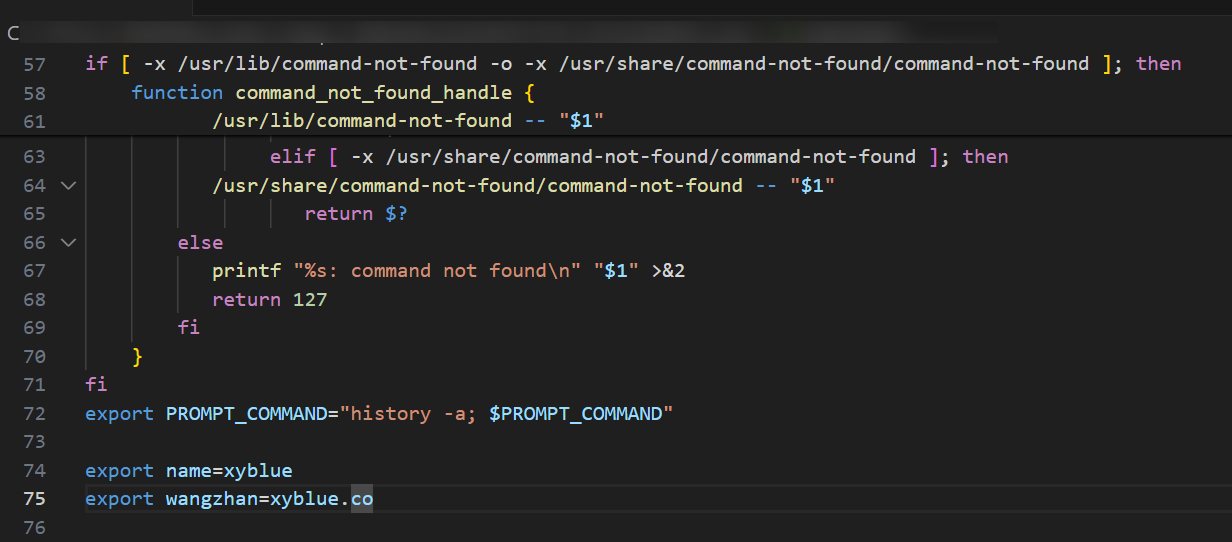 C
57 if [ -x /usr/lib/command-not-found -o -x /usr/share/command-not-found/command-not-found ]; then
58 function command_not_found_handle {
61 /usr/lib/command-not-found -- "$1"
63 elif [ -x /usr/share/command-not-found/command-not-found ]; then
64 /usr/share/command-not-found/command-not-found -- "$1"
65 return $?
66 else
67 printf "%s: command not found\n" "$1" >&2
68 return 127
69 fi
70 }
71 fi
72 export PROMPT_COMMAND="history -a; $PROMPT_COMMAND"
73
74 export name=xyblue
75 export wangzhan=xyblue.co
76